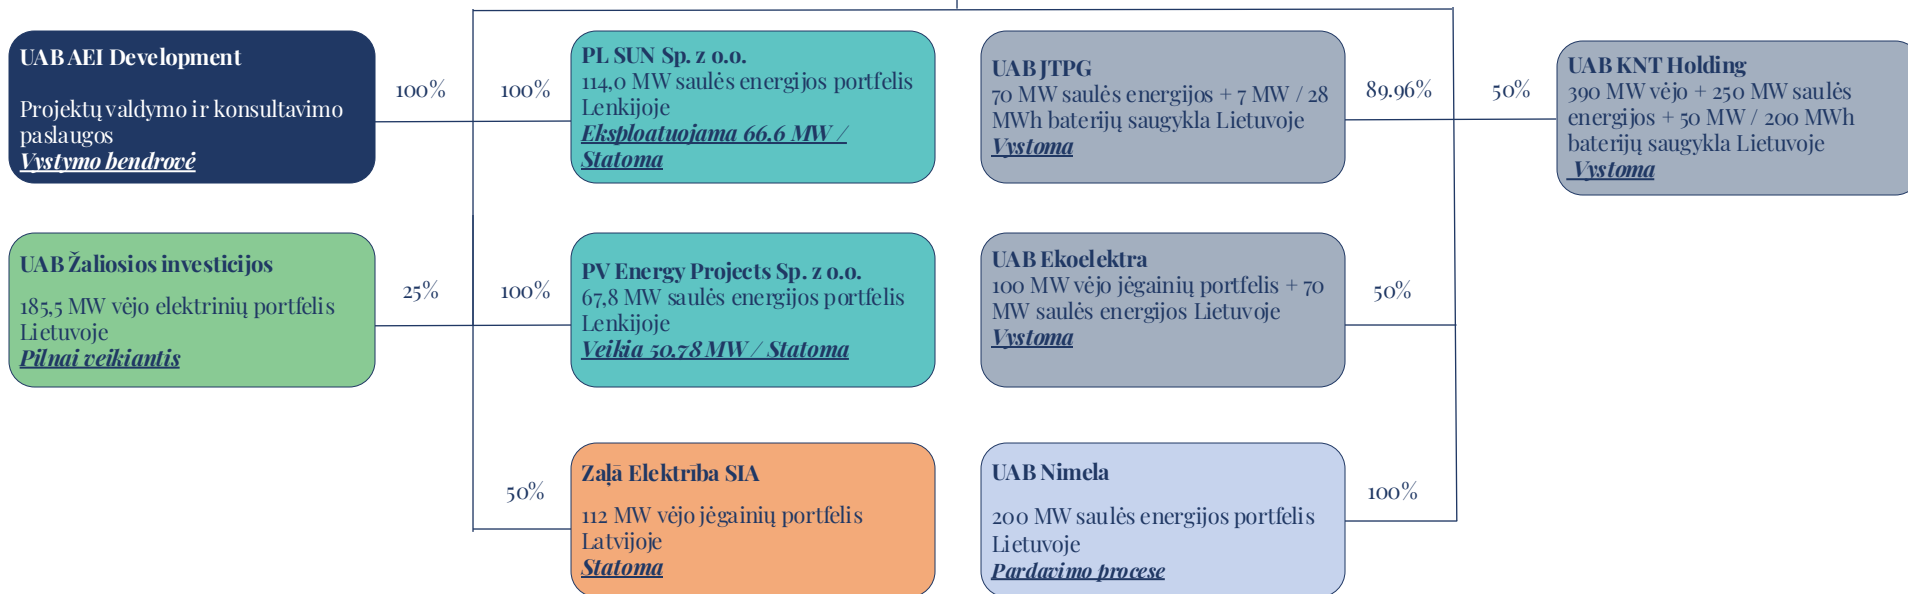 UAB AEI Development
Projektų valdymo ir konsultavimo
paslaugos
Vystymo bendrovė
100%
100%
PL SUN Sp. z o.o.
114,0 MW saulės energijos portfelis
Lenkijoje
Eksploatuojama 66.6 MW /
Statoma
UAB JTPG
70 MW saulės energijos + 7 MW / 28
MWh baterijų saugykla Lietuvoje
Vystoma
89.96%
50%
UAB KNT Holding
390 MW vėjo + 250 MW saulės
energijos + 50 MW / 200 MWh
baterijų saugykla Lietuvoje
Vystoma
UAB Žaliosios investicijos
185,5 MW vėjo elektrinių portfelis
Lietuvoje
Pilnai veikiantis
25%
100%
PV Energy Projects Sp. z o.o.
67,8 MW saulės energijos portfelis
Lenkijoje
Veikia 50.78 MW / Statoma
UAB Ekoelektra
100 MW vėjo jėgainių portfelis + 70
MW saulės energijos Lietuvoje
Vystoma
50%
50%
Zaļā Elektrība SIA
112 MW vėjo jėgainių portfelis
Latvijoje
Statoma
UAB Nimela
200 MW saulės energijos portfelis
Lietuvoje
Pardavimo procese
100%